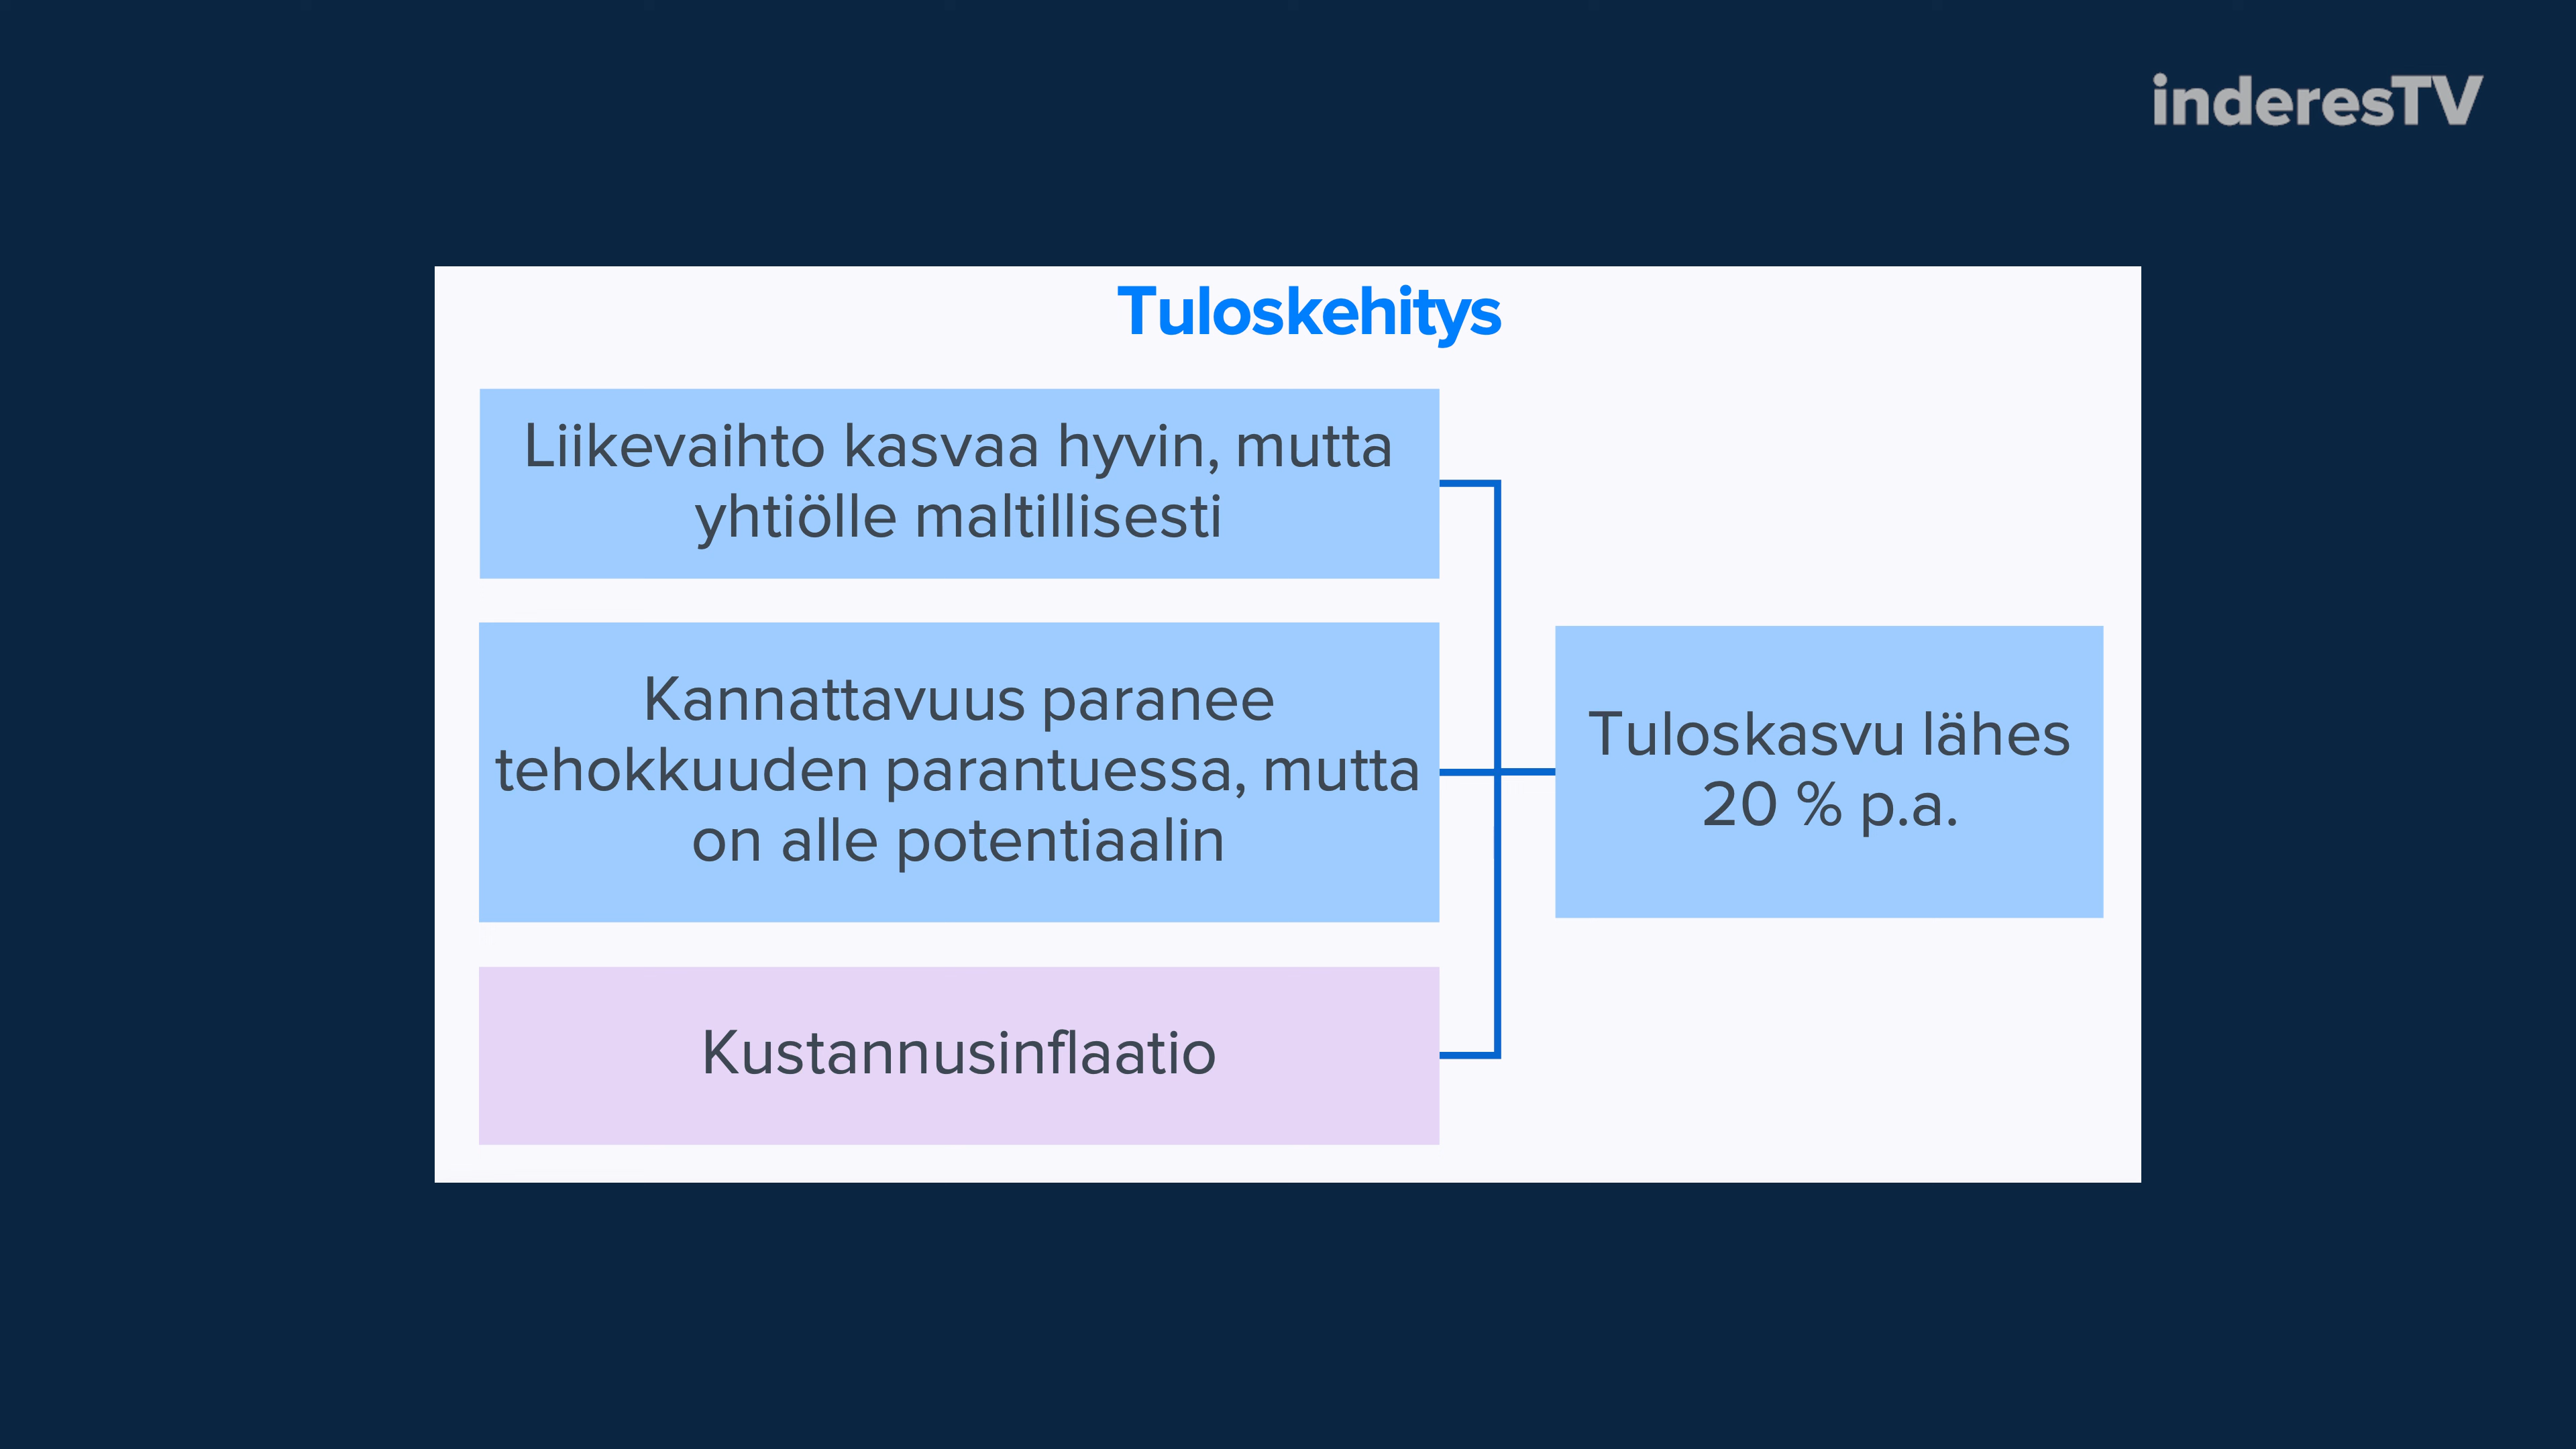 inderesTV
Tuloskehitys
Liikevaihto kasvaa hyvin, mutta
yhtiölle maltillisesti
Kannattavuus paranee
tehokkuuden parantuessa, mutta
on alle potentiaalin
Kustannusinflaatio
Tuloskasvu lähes
20 % p.a.